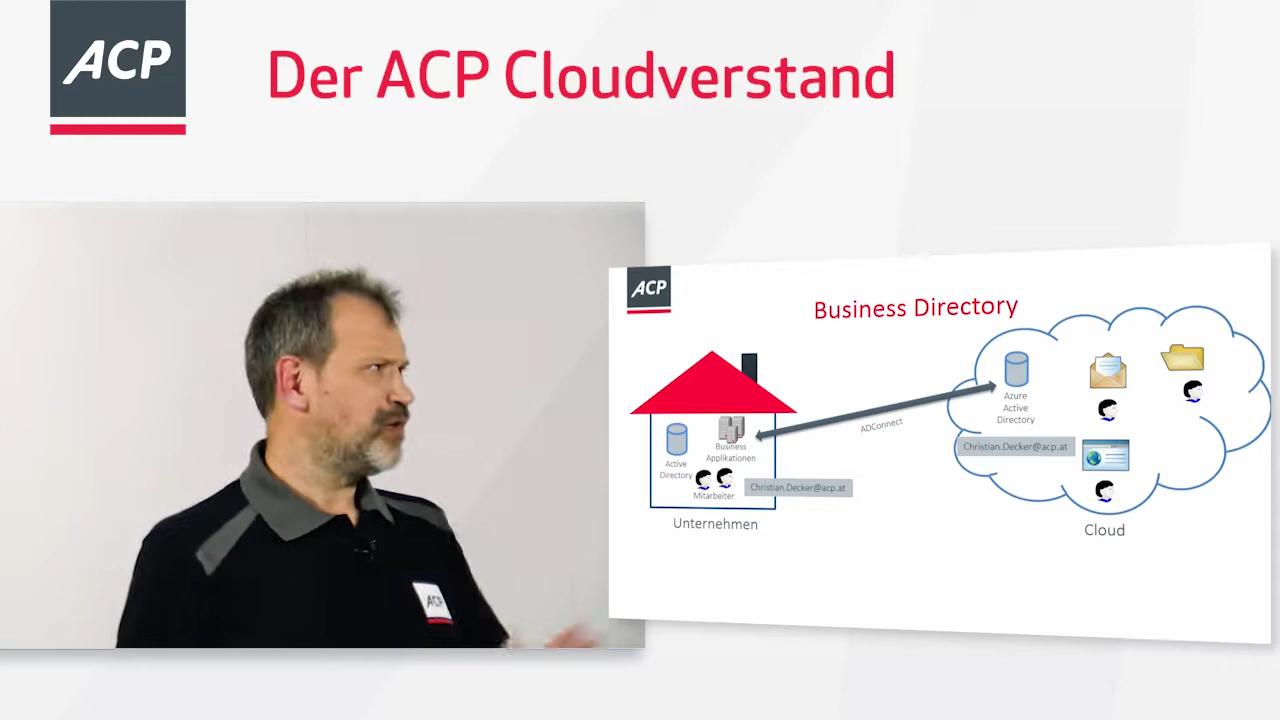 ACP
Der ACP Cloudverstand
ACP
ACP
Business Directory
Active
Directory
Business
Applikationen
Mitarbeiter
Christian.Decker@acp.at
Unternehmen
ADConnect
Azure
Active
Directory
Christian.Decker@acp.at
Cloud